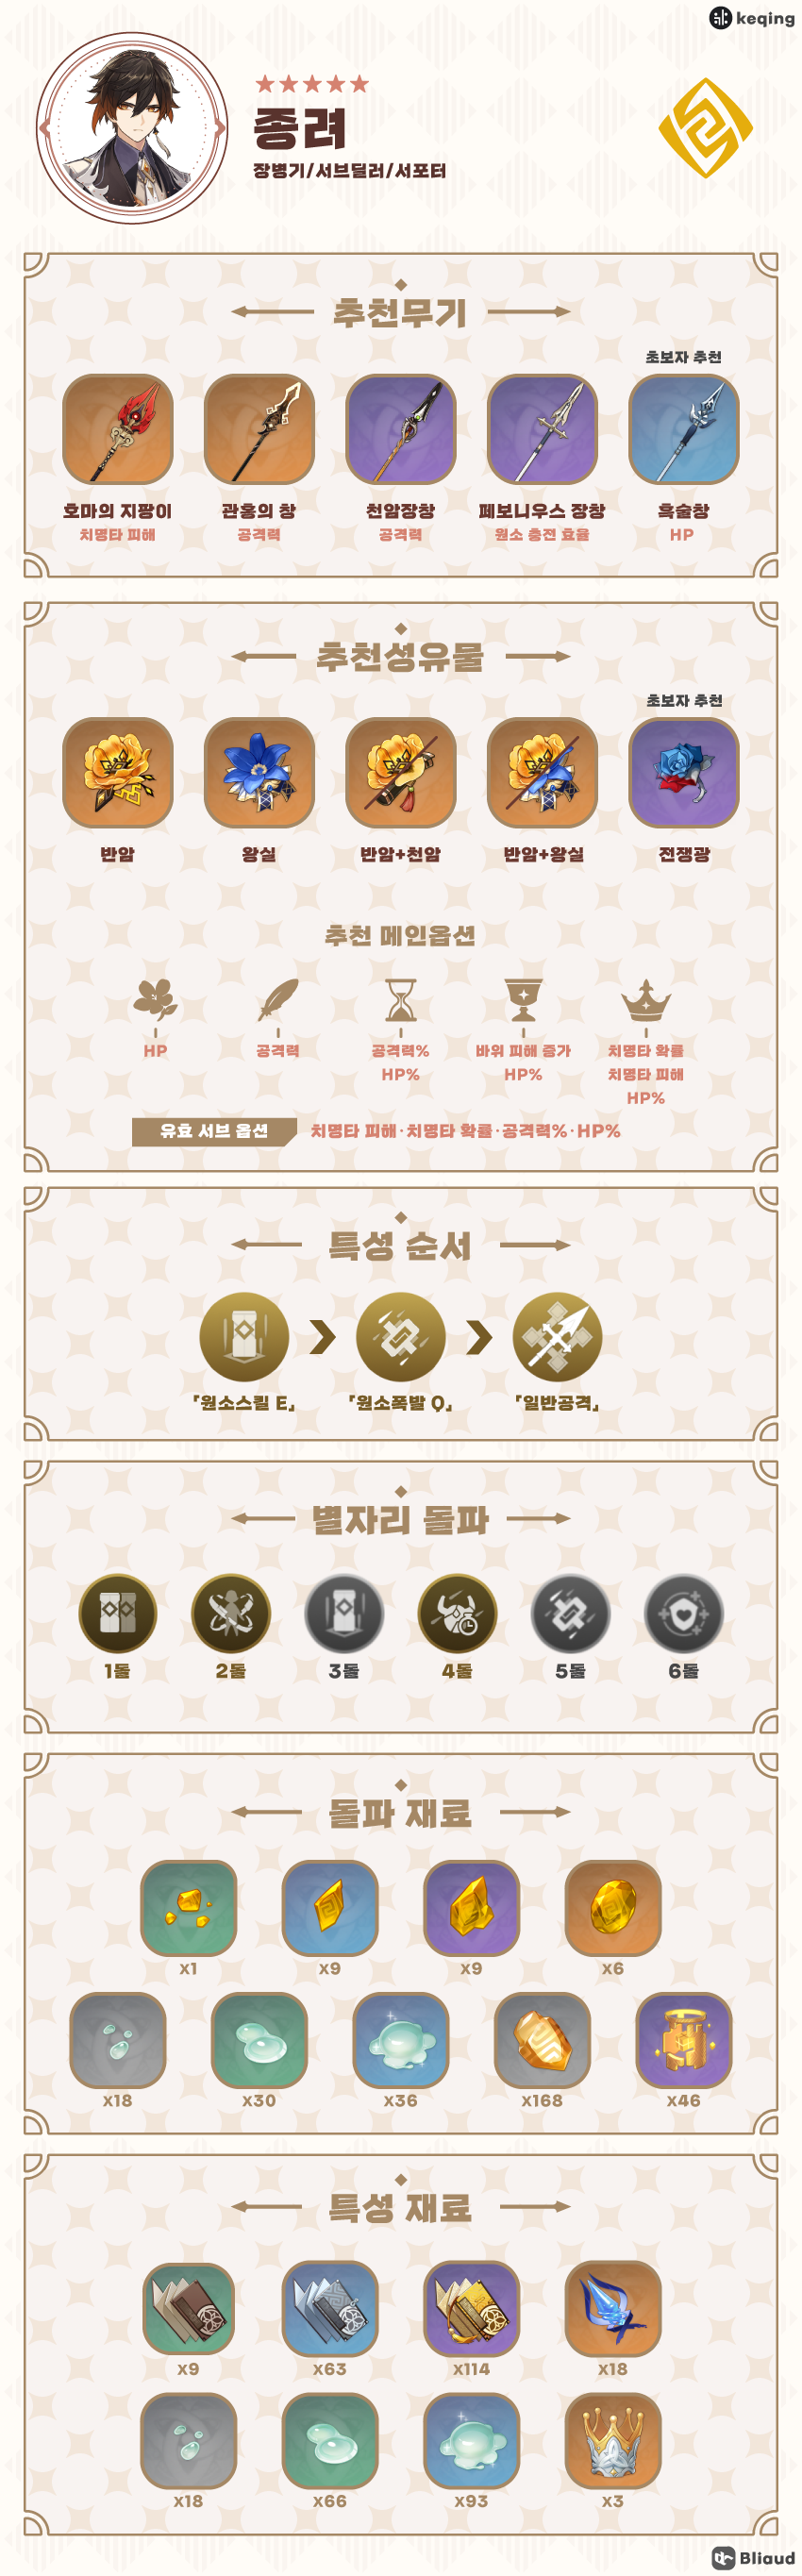 keqing
종려
장병기/서브딜러/서포터
추천무기
초보자 추천
호마의 지팡이 관홍의 창 천암장창 페보니우스 장창 흑술창
치명타 피해 공격력 공격력 원소 충전 효율 HP
추천성유물
초보자 추천
반암 왕실 반암+천암 반암+왕실 전쟁광
추천 메인옵션
HP 공격력 공격력% 바위 피해 증가 치명타 확률
HP% HP% 치명타 피해
HP%
유효 서브 옵션 치명타 피해·치명타 확률·공격력%·HP%
특성 순서
「원소스킬 E」 「원소폭발 Q」 「일반공격」
별자리 돌파
1돌 2돌 3돌 4돌 5돌 6돌
돌파 재료
x1 x9 x9 x6
x18 x30 x36 x168 x46
특성 재료
x9 x63 x114 x18
x18 x66 x93 x3
Bliaud